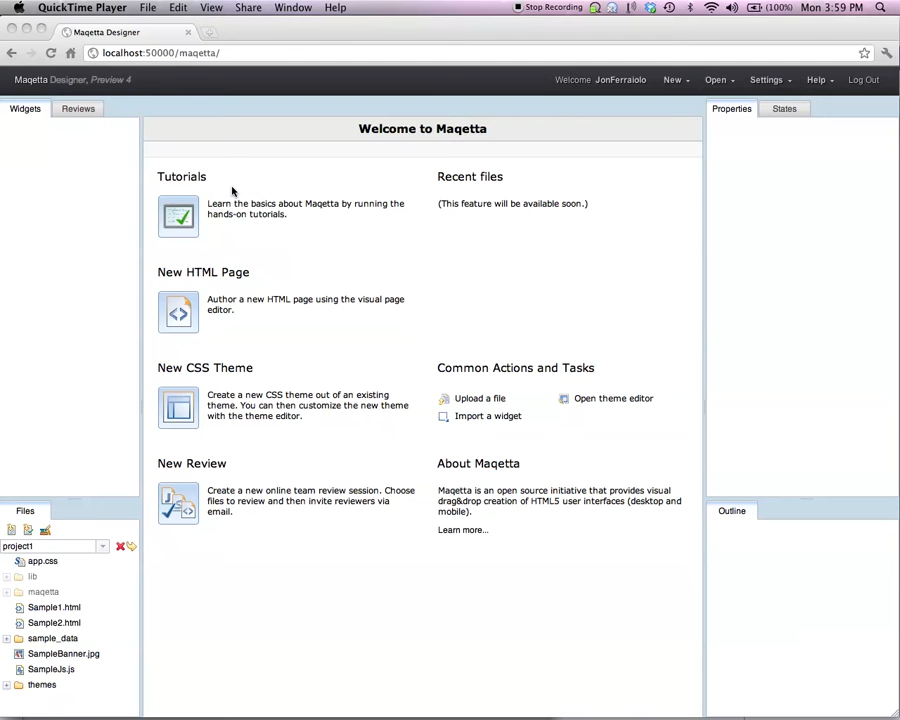 QuickTime Player File Edit View Share Window Help Stop Recording (100%) Mon 3:59 PM
Maqetta Designer
localhost:50000/maqetta/
Maqetta Designer, Preview 4 Welcome JonFerraiolo New Open Settings Help Log Out
Widgets Reviews Properties States
Welcome to Maqetta
Tutorials
Learn the basics about Maqetta by running the
hands-on tutorials.
Recent files
(This feature will be available soon.)
New HTML Page
Author a new HTML page using the visual page
editor.
New CSS Theme
Create a new CSS theme out of an existing
theme. You can then customize the new theme
with the theme editor.
Common Actions and Tasks
Upload a file Open theme editor
Import a widget
New Review
Create a new online team review session. Choose
files to review and then invite reviewers via
email.
About Maqetta
Maqetta is an open source initiative that provides visual
drag&drop creation of HTML5 user interfaces (desktop and
mobile).
Learn more...
Files
project1
app.css
lib
maqetta
Sample1.html
Sample2.html
sample_data
SampleBanner.jpg
SampleJs.js
themes
Outline